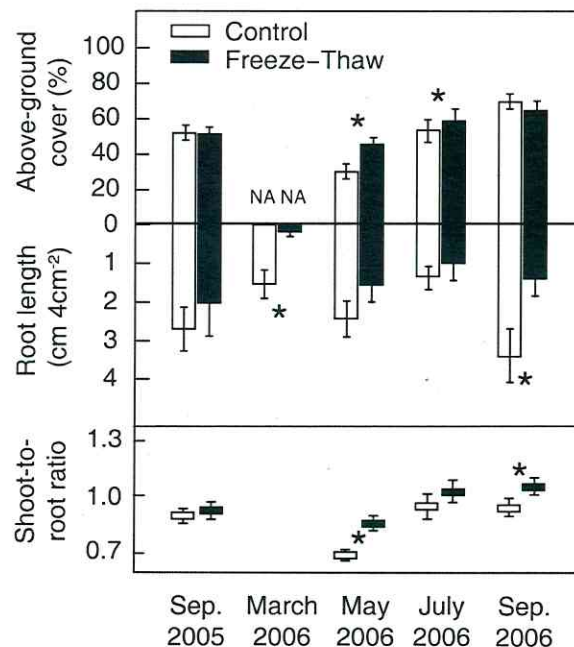 Control
Freeze–Thaw
Above-ground
cover (%)
100
80
60
40
20
0
*
*
NA NA
Root length
(cm 4cm⁻²)
1
2
3
4
*
*
Shoot-to-
root ratio
1.3
1.0
0.7
*
*
Sep.
2005
March
2006
May
2006
July
2006
Sep.
2006